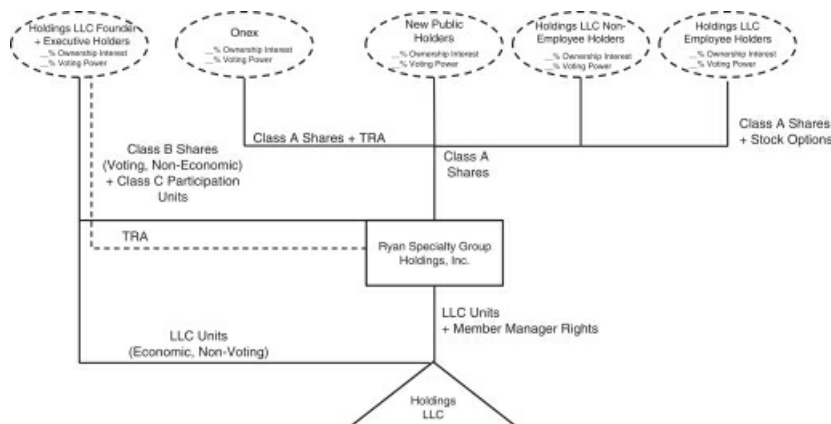 Holdings LLC Founder
+ Executive Holders
__% Ownership Interest
__% Voting Power
Onex
__% Ownership Interest
__% Voting Power
New Public
Holders
__% Ownership Interest
__% Voting Power
Holdings LLC Non-
Employee Holders
__% Ownership Interest
__% Voting Power
Holdings LLC
Employee Holders
__% Ownership Interest
__% Voting Power
Class A Shares + TRA
Class A Shares
+ Stock Options
Class B Shares
(Voting, Non-Economic)
+ Class C Participation
Units
Class A
Shares
TRA
Ryan Specialty Group
Holdings, Inc.
LLC Units
+ Member Manager Rights
LLC Units
(Economic, Non-Voting)
Holdings
LLC